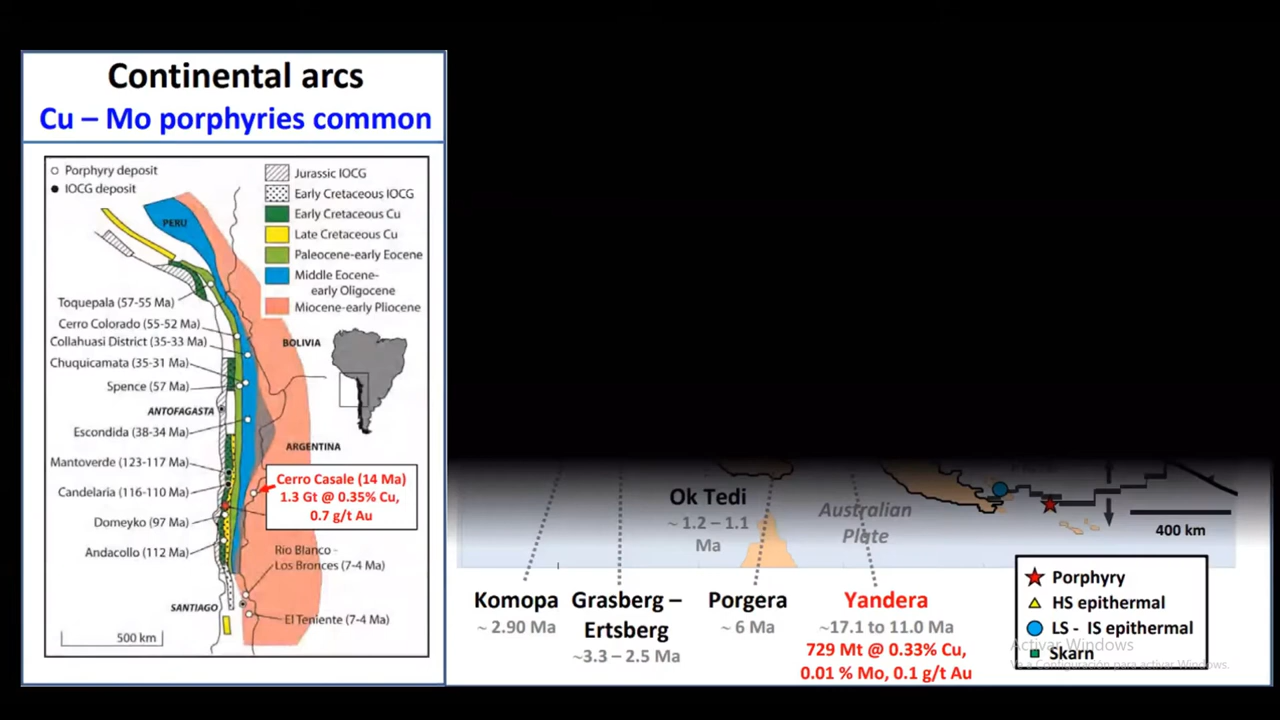 Continental arcs
Cu – Mo porphyries common
Porphyry deposit
IOCG deposit
Jurassic IOCG
Early Cretaceous IOCG
Early Cretaceous Cu
Late Cretaceous Cu
Paleocene-early Eocene
Middle Eocene-
early Oligocene
Miocene-early Pliocene
PERU
Toquepala (57-55 Ma)
Cerro Colorado (55-52 Ma)
Collahuasi District (35-33 Ma)
BOLIVIA
Chuquicamata (35-31 Ma)
Spence (57 Ma)
ANTOFAGASTA
Escondida (38-34 Ma)
ARGENTINA
Mantoverde (123-117 Ma)
Candelaria (116-110 Ma)
Cerro Casale (14 Ma)
1.3 Gt @ 0.35% Cu,
0.7 g/t Au
Domeyko (97 Ma)
Andacollo (112 Ma)
Rio Blanco -
Los Bronces (7-4 Ma)
SANTIAGO
El Teniente (7-4 Ma)
500 km
Ok Tedi
~ 1.2 – 1.1
Ma
Australian
Plate
400 km
Komopa
~ 2.90 Ma
Grasberg –
Ertsberg
~3.3 – 2.5 Ma
Porgera
~ 6 Ma
Yandera
~17.1 to 11.0 Ma
729 Mt @ 0.33% Cu,
0.01 % Mo, 0.1 g/t Au
Porphyry
HS epithermal
LS - IS epithermal
Skarn
Activar Windows
Ve a Configuración para activar Windows.